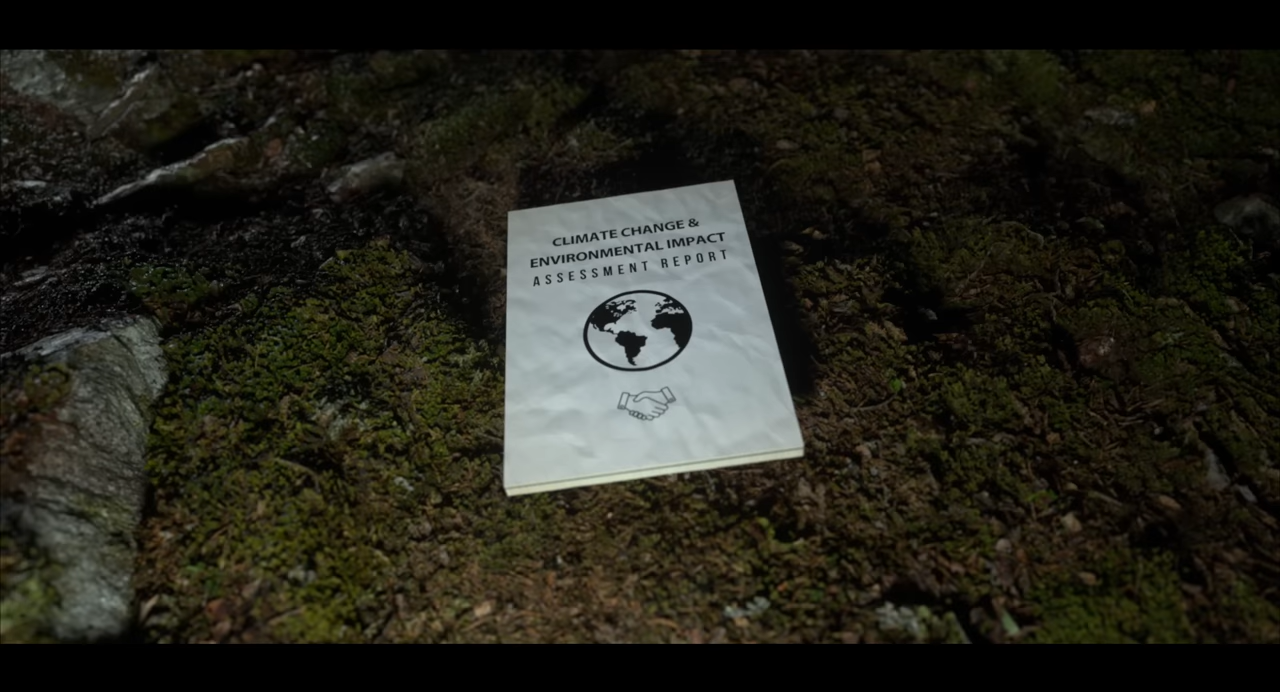 CLIMATE CHANGE &
ENVIRONMENTAL IMPACT
ASSESSMENT REPORT